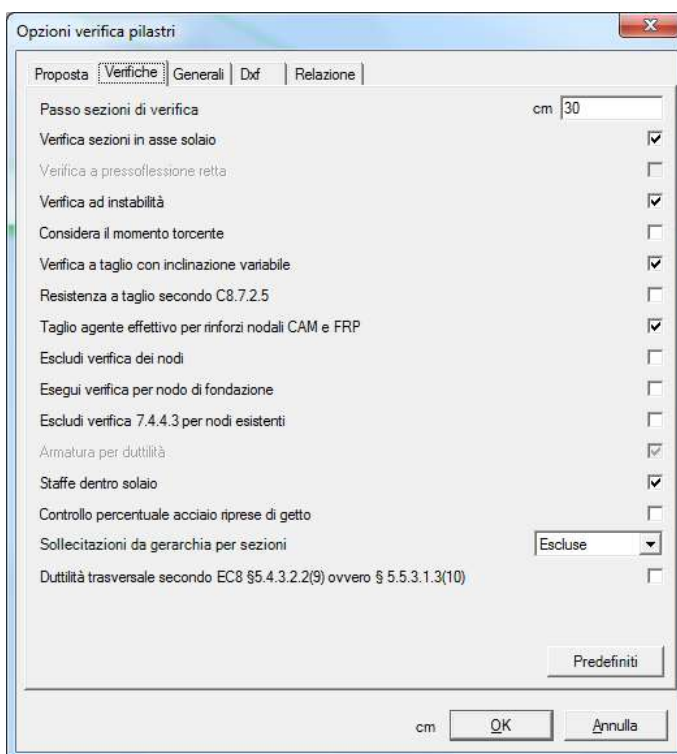 Opzioni verifica pilastri
Proposta Verifiche Generali Dxf Relazione
Passo sezioni di verifica cm 30
Verifica sezioni in asse solaio
Verifica a pressoflessione retta
Verifica ad instabilità
Considera il momento torcente
Verifica a taglio con inclinazione variabile
Resistenza a taglio secondo C8.7.2.5
Taglio agente effettivo per rinforzi nodali CAM e FRP
Escludi verifica dei nodi
Esegui verifica per nodo di fondazione
Escludi verifica 7.4.4.3 per nodi esistenti
Armatura per duttilità
Staffe dentro solaio
Controllo percentuale acciaio riprese di getto
Sollecitazioni da gerarchia per sezioni Escluse
Duttilità trasversale secondo EC8 §5.4.3.2.2(9) ovvero § 5.5.3.1.3(10)
Predefiniti
cm OK Annulla